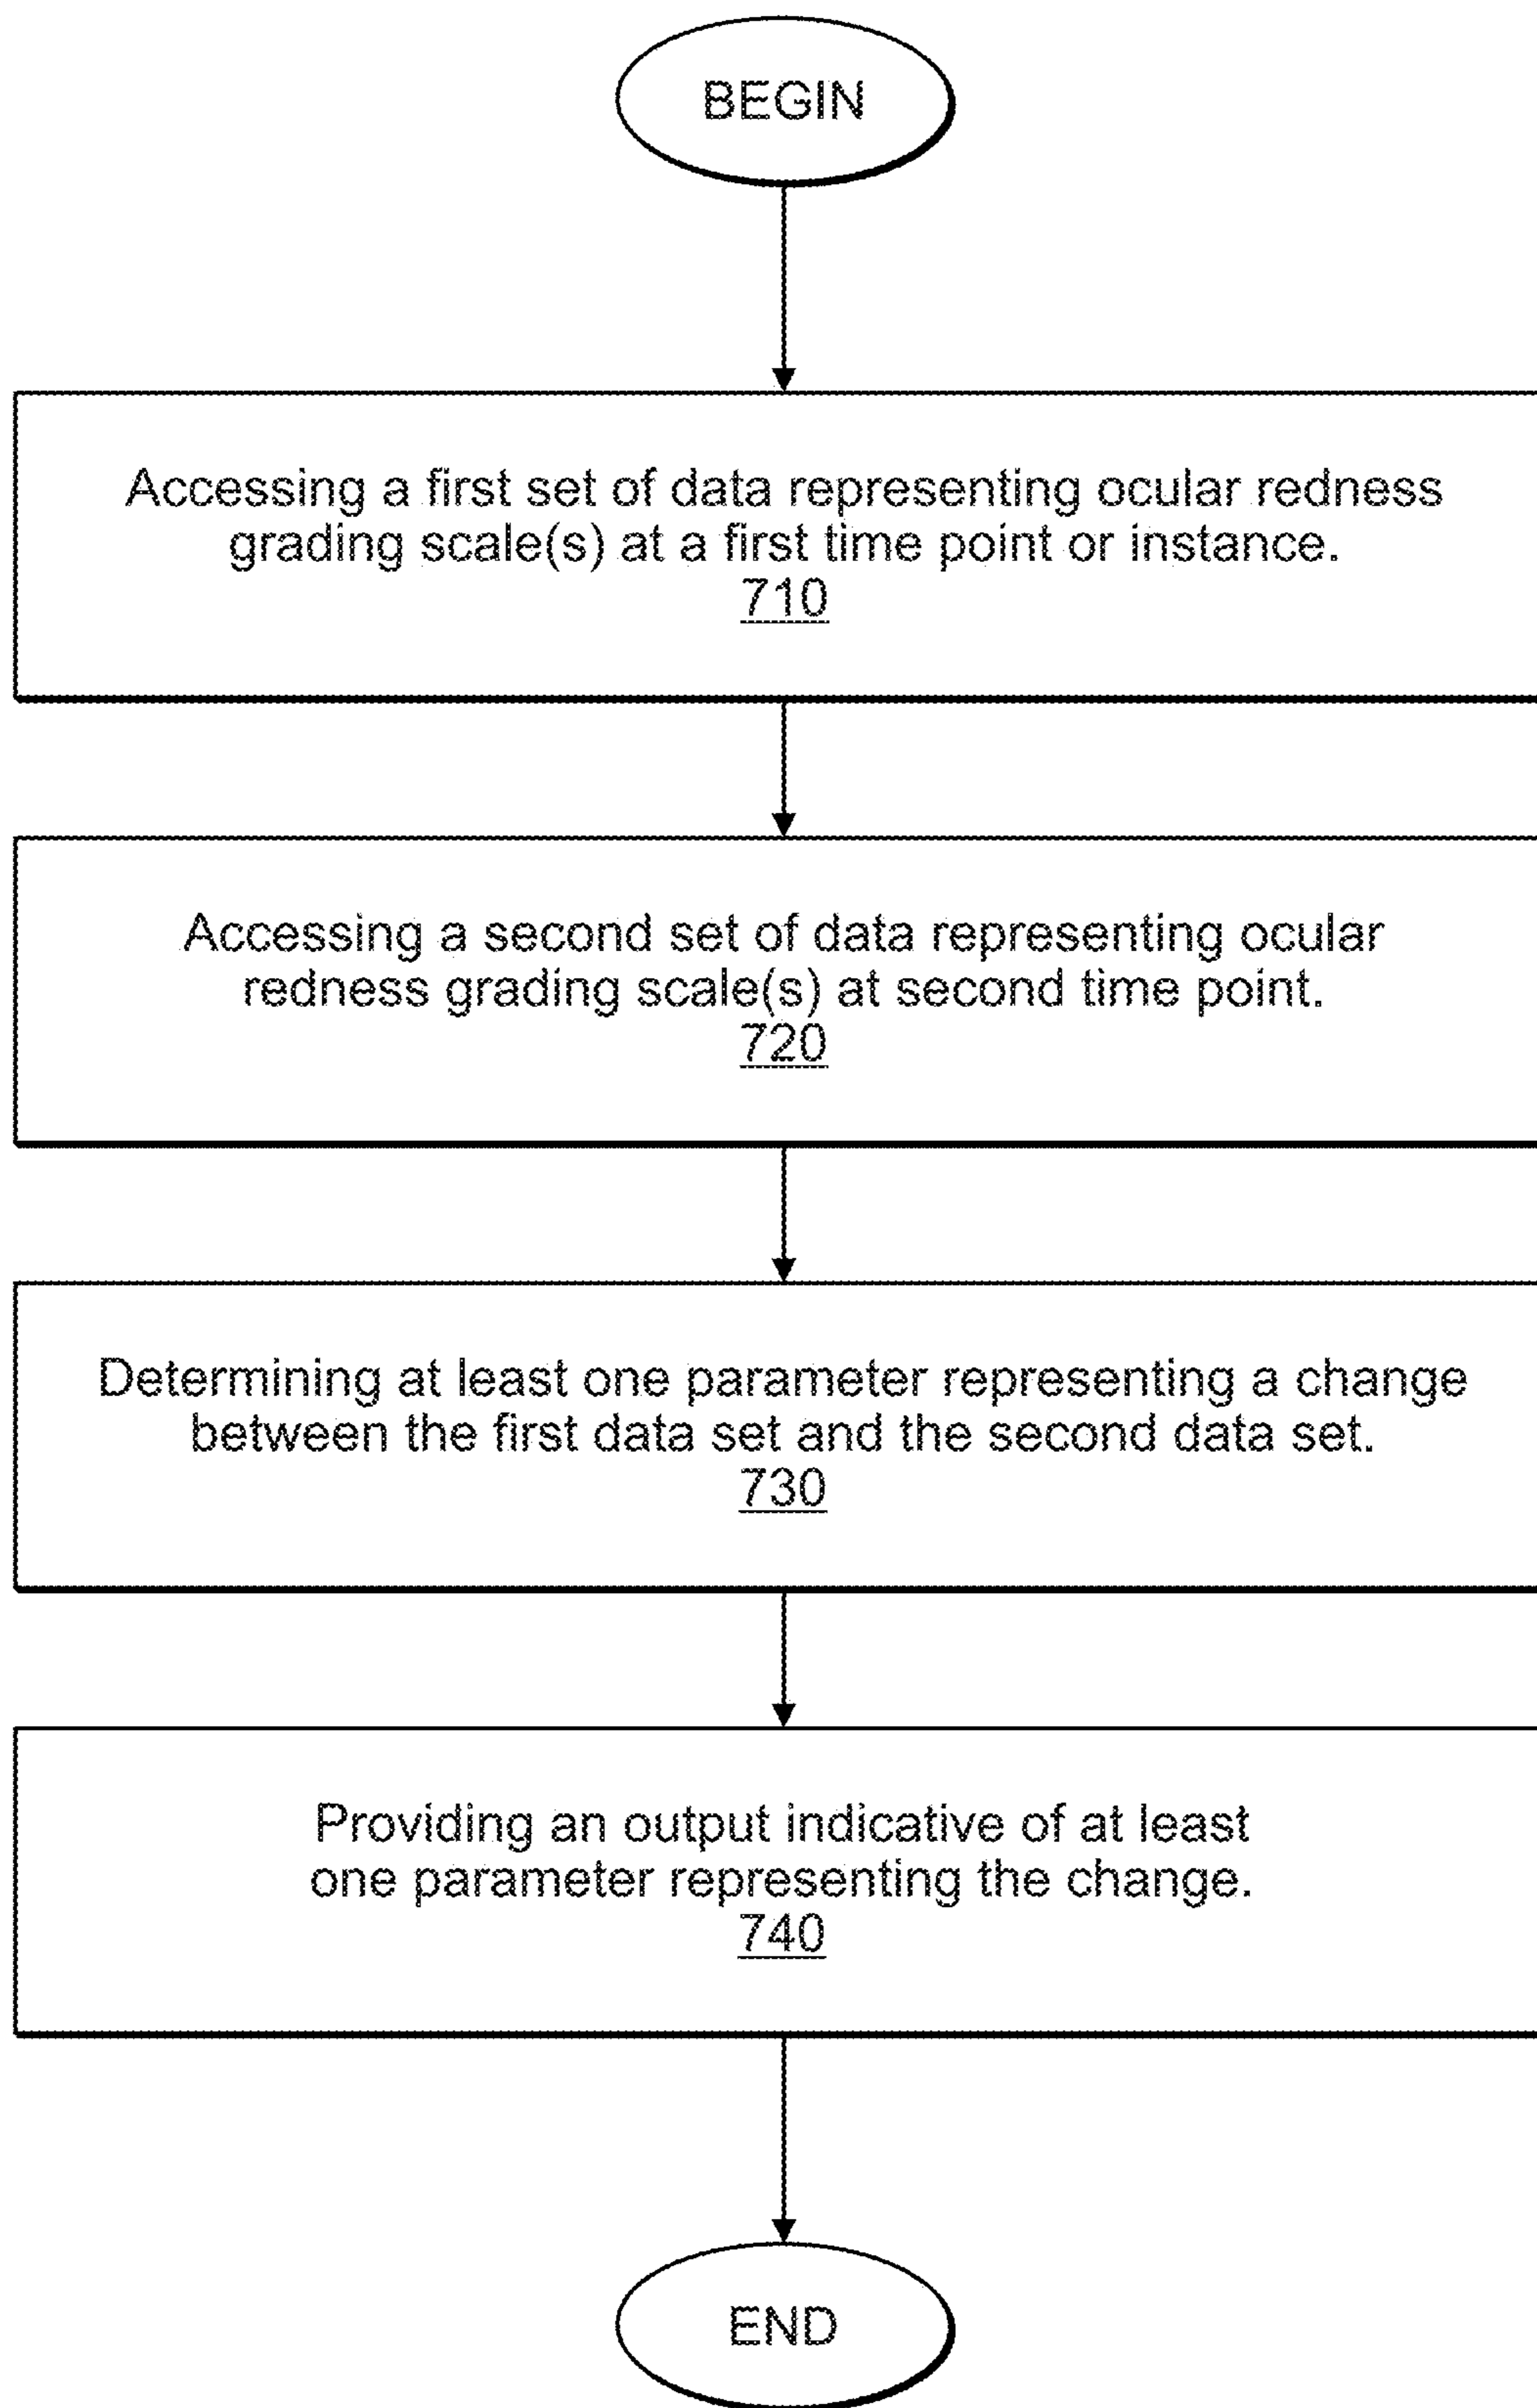 BEGIN
Accessing a first set of data representing ocular redness
grading scale(s) at a first time point or instance.
710
Accessing a second set of data representing ocular
redness grading scale(s) at second time point.
720
Determining at least one parameter representing a change
between the first data set and the second data set.
730
Providing an output indicative of at least
one parameter representing the change.
740
END